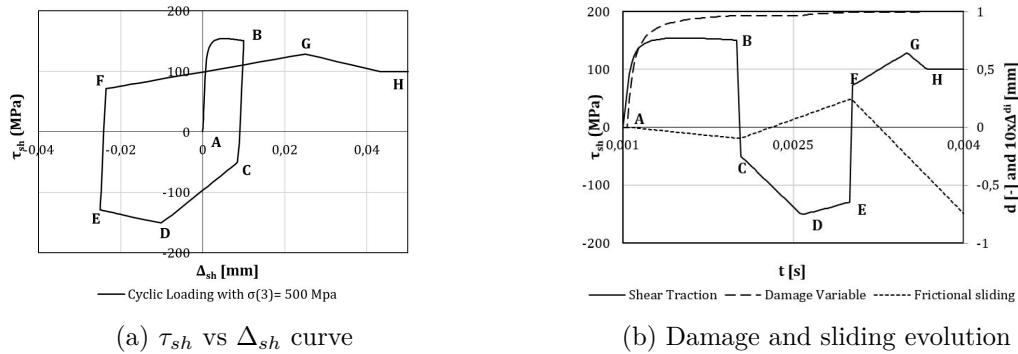 200
B
G
100
F
H
τsh (MPa)
0
A
-0,04
-0,02
0
0,02
0,04
C
-100
E
D
-200
Δsh [mm]
Cyclic Loading with σ(3)= 500 Mpa
(a) τsh vs Δsh curve
200
1
B
G
100
0,5
F
H
A
τsh (MPa)
0
0
0,001
0,0025
0,004
C
-100
-0,5
E
D
-200
-1
d [-] and 10xΔdi [mm]
t [s]
Shear Traction
Damage Variable
Frictional sliding
(b) Damage and sliding evolution